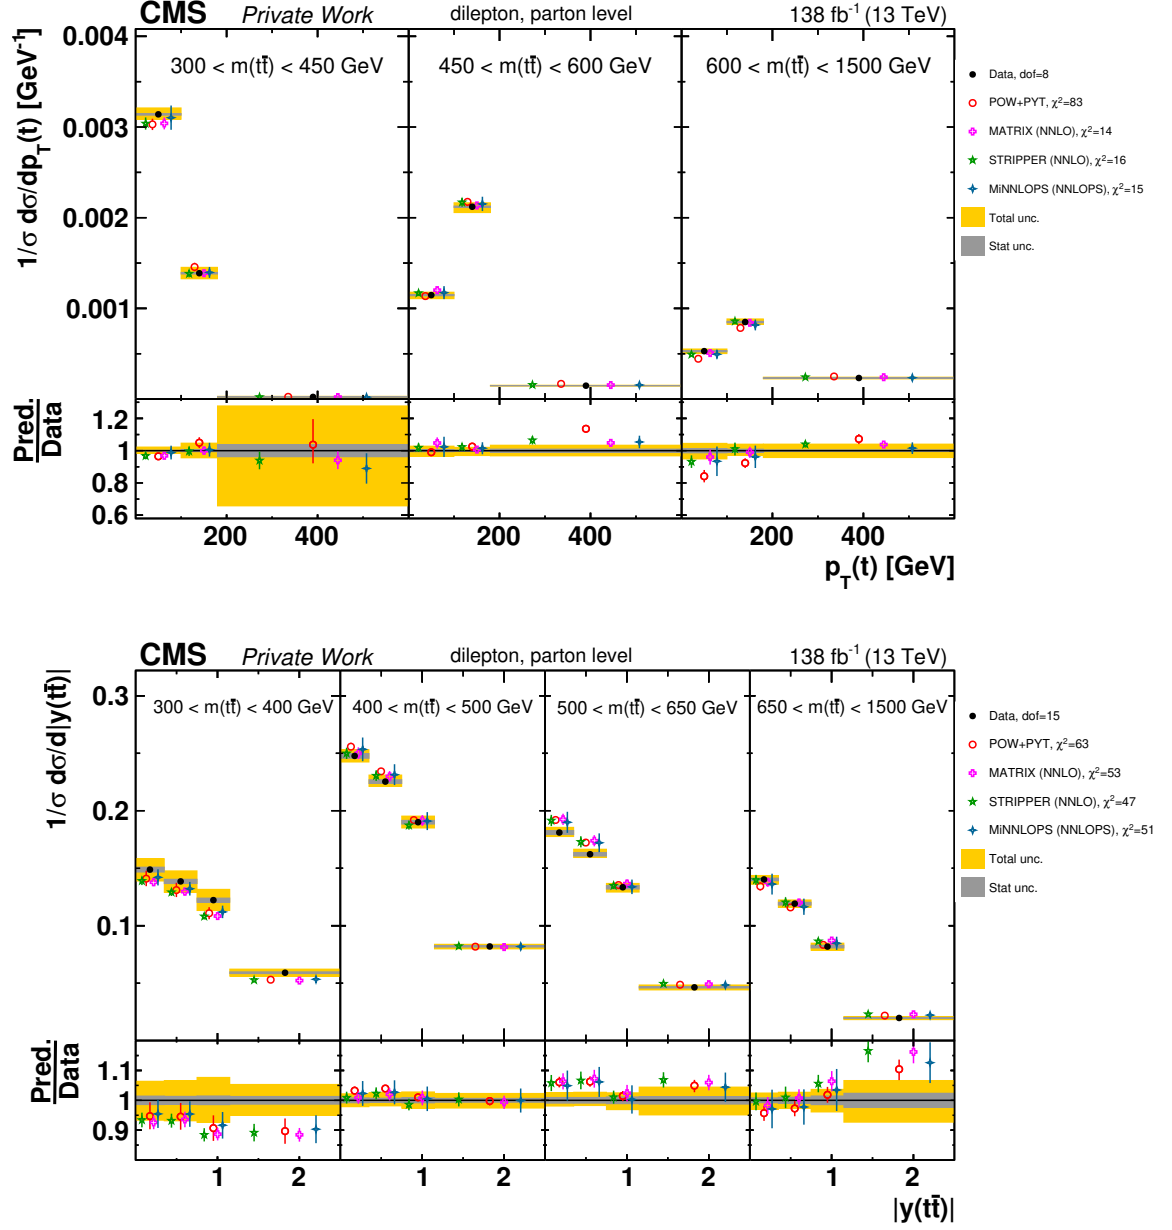 CMS Private Work dilepton, parton level 138 fb⁻¹ (13 TeV)
1/σ dσ/dp_T(t) [GeV⁻¹]
0.004
0.003
0.002
0.001
300 < m(tt̄) < 450 GeV
450 < m(tt̄) < 600 GeV
600 < m(tt̄) < 1500 GeV
Data, dof=8
POW+PYT, χ²=83
MATRIX (NNLO), χ²=14
STRIPPER (NNLO), χ²=16
MiNNLOPS (NNLOPS), χ²=15
Total unc.
Stat unc.
Pred.
Data
1.2
1
0.8
0.6
200 400 200 400 200 400
p_T(t) [GeV]
CMS Private Work dilepton, parton level 138 fb⁻¹ (13 TeV)
1/σ dσ/d|y(tt̄)|
0.3
0.2
0.1
300 < m(tt̄) < 400 GeV
400 < m(tt̄) < 500 GeV
500 < m(tt̄) < 650 GeV
650 < m(tt̄) < 1500 GeV
Data, dof=15
POW+PYT, χ²=63
MATRIX (NNLO), χ²=53
STRIPPER (NNLO), χ²=47
MiNNLOPS (NNLOPS), χ²=51
Total unc.
Stat unc.
Pred.
Data
1.1
1
0.9
1 2 1 2 1 2 1 2
|y(tt̄)|